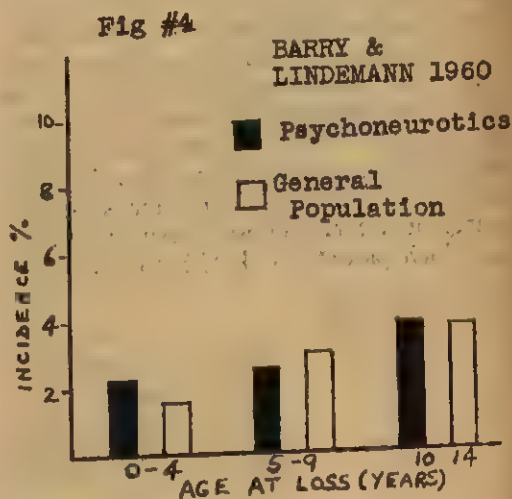 Fig #4
BARRY &
LINDEMANN 1960
Psychoneurotics
General
Population
10
8
6
4
2
INCIDENCE %
0-4
5-9
10 14
AGE AT LOSS (YEARS)